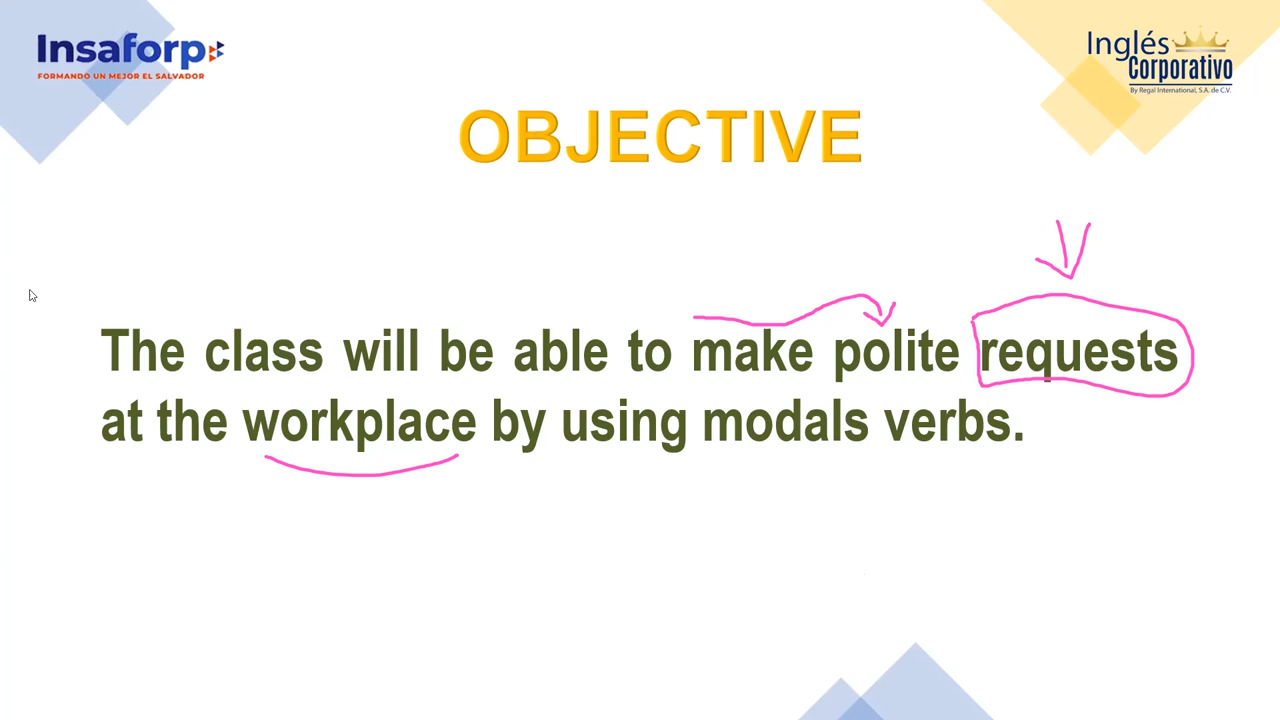 Insaforp
FORMANDO UN MEJOR EL SALVADOR
Inglés
Corporativo
By Regal International, S.A. de C.V.
OBJECTIVE
The class will be able to make polite requests
at the workplace by using modals verbs.